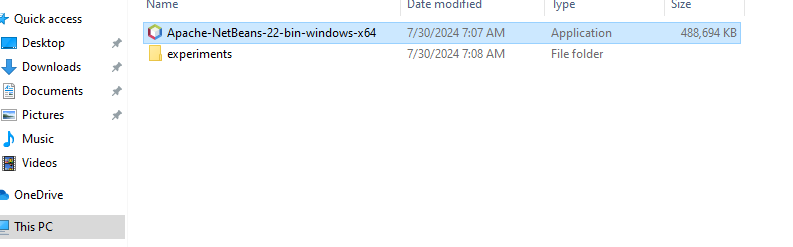 Name Date modified Type Size
Quick access
Apache-NetBeans-22-bin-windows-x64 7/30/2024 7:07 AM Application 488,694 KB
Desktop
experiments 7/30/2024 7:08 AM File folder
Downloads
Documents
Pictures
Music
Videos
OneDrive
This PC